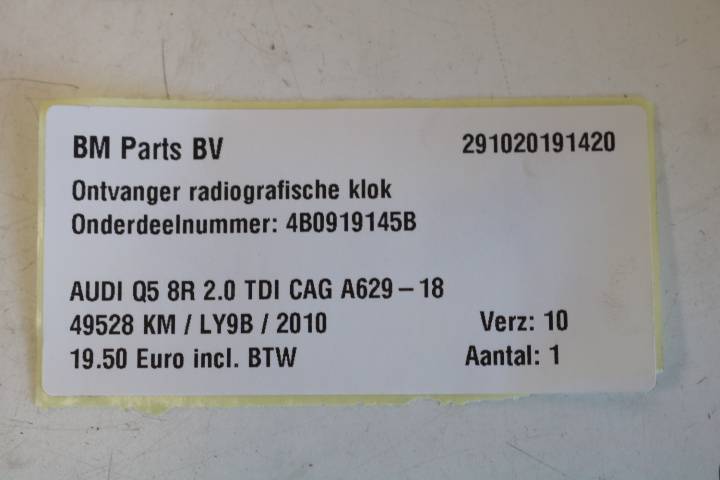 BM Parts BV 291020191420
Ontvanger radiografische klok
Onderdeelnummer: 4B0919145B
AUDI Q5 8R 2.0 TDI CAG A629-18
49528 KM / LY9B / 2010 Verz: 10
19.50 Euro incl. BTW Aantal: 1